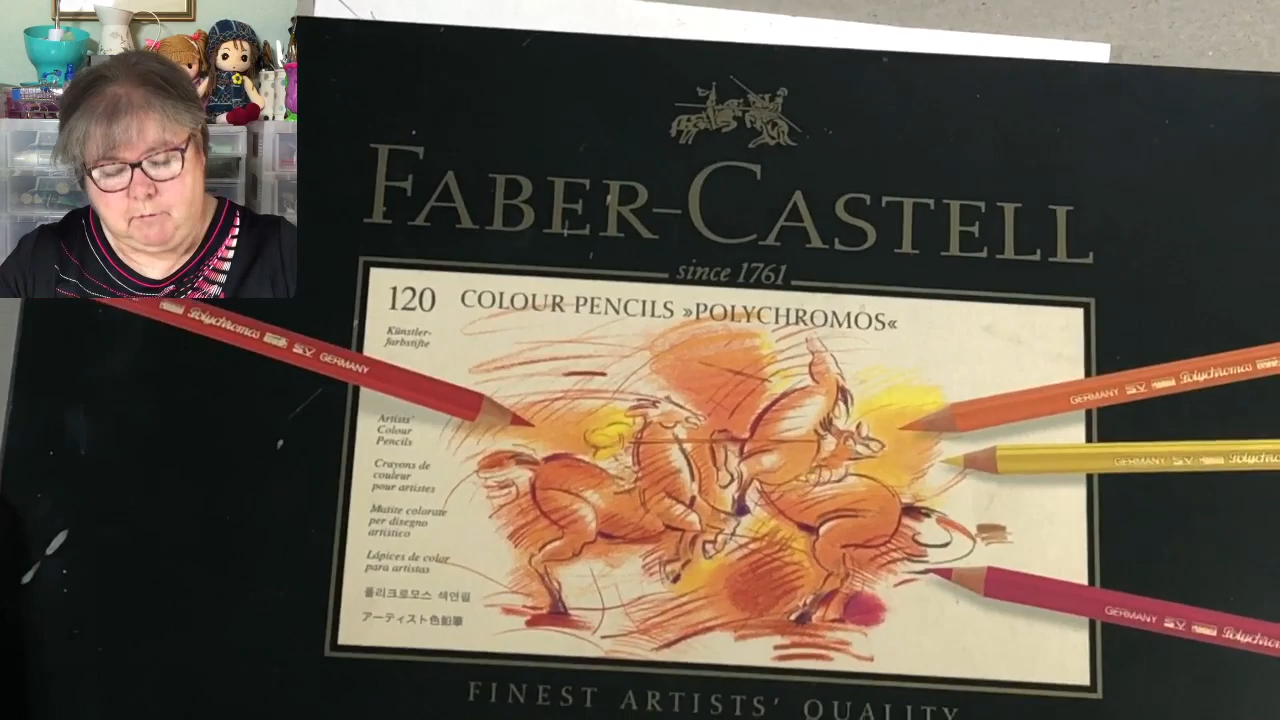 FABER-CASTELL
since 1761
120 COLOUR PENCILS »POLYCHROMOS«
Künstler-
farbstifte
Artists'
Colour
Pencils
Crayons de
couleur
pour artistes
Matite colorate
per disegno
artistico
Lápices de color
para artistas
폴리크로모스 색연필
アーティスト色鉛筆
Polychromos GERMANY
GERMANY Polychromos
GERMANY Polychromos
GERMANY Polychromos
FINEST ARTISTS' QUALITY